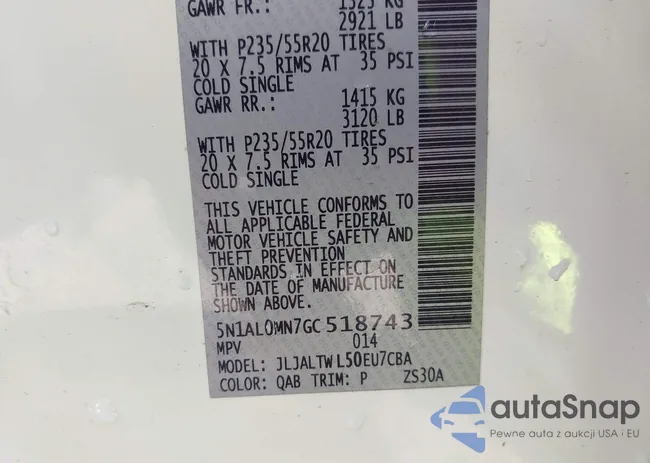 GAWR FR.: 1325 KG
2921 LB
WITH P235/55R20 TIRES
20 X 7.5 RIMS AT 35 PSI
COLD SINGLE
GAWR RR.: 1415 KG
3120 LB
WITH P235/55R20 TIRES
20 X 7.5 RIMS AT 35 PSI
COLD SINGLE
THIS VEHICLE CONFORMS TO
ALL APPLICABLE FEDERAL
MOTOR VEHICLE SAFETY AND
THEFT PREVENTION
STANDARDS IN EFFECT ON
THE DATE OF MANUFACTURE
SHOWN ABOVE.
5N1AL0MN7GC518743
MPV 014
MODEL: JLJALTWL50EU7CBA
COLOR: QAB TRIM: P ZS30A
autaSnap
Pewne auta z aukcji USA i EU